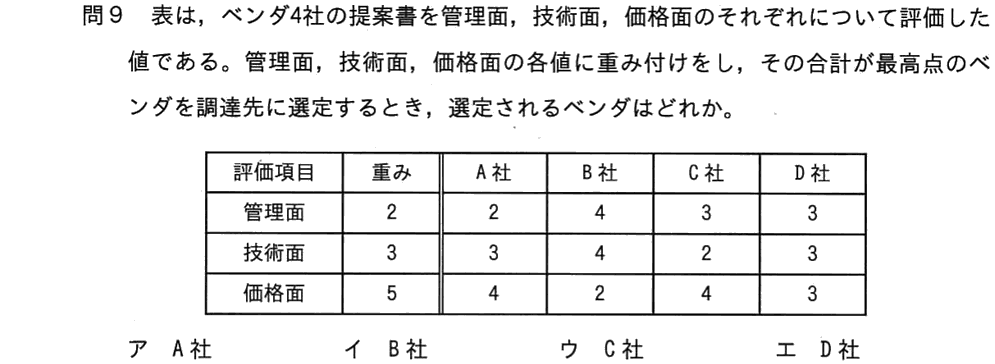 問9　表は，ベンダ4社の提案書を管理面，技術面，価格面のそれぞれについて評価した
値である。管理面，技術面，価格面の各値に重み付けをし，その合計が最高点のベ
ンダを調達先に選定するとき，選定されるベンダはどれか。
評価項目 重み A社 B社 C社 D社
管理面 2 2 4 3 3
技術面 3 3 4 2 3
価格面 5 4 2 4 3
ア　A社　イ　B社　ウ　C社　エ　D社